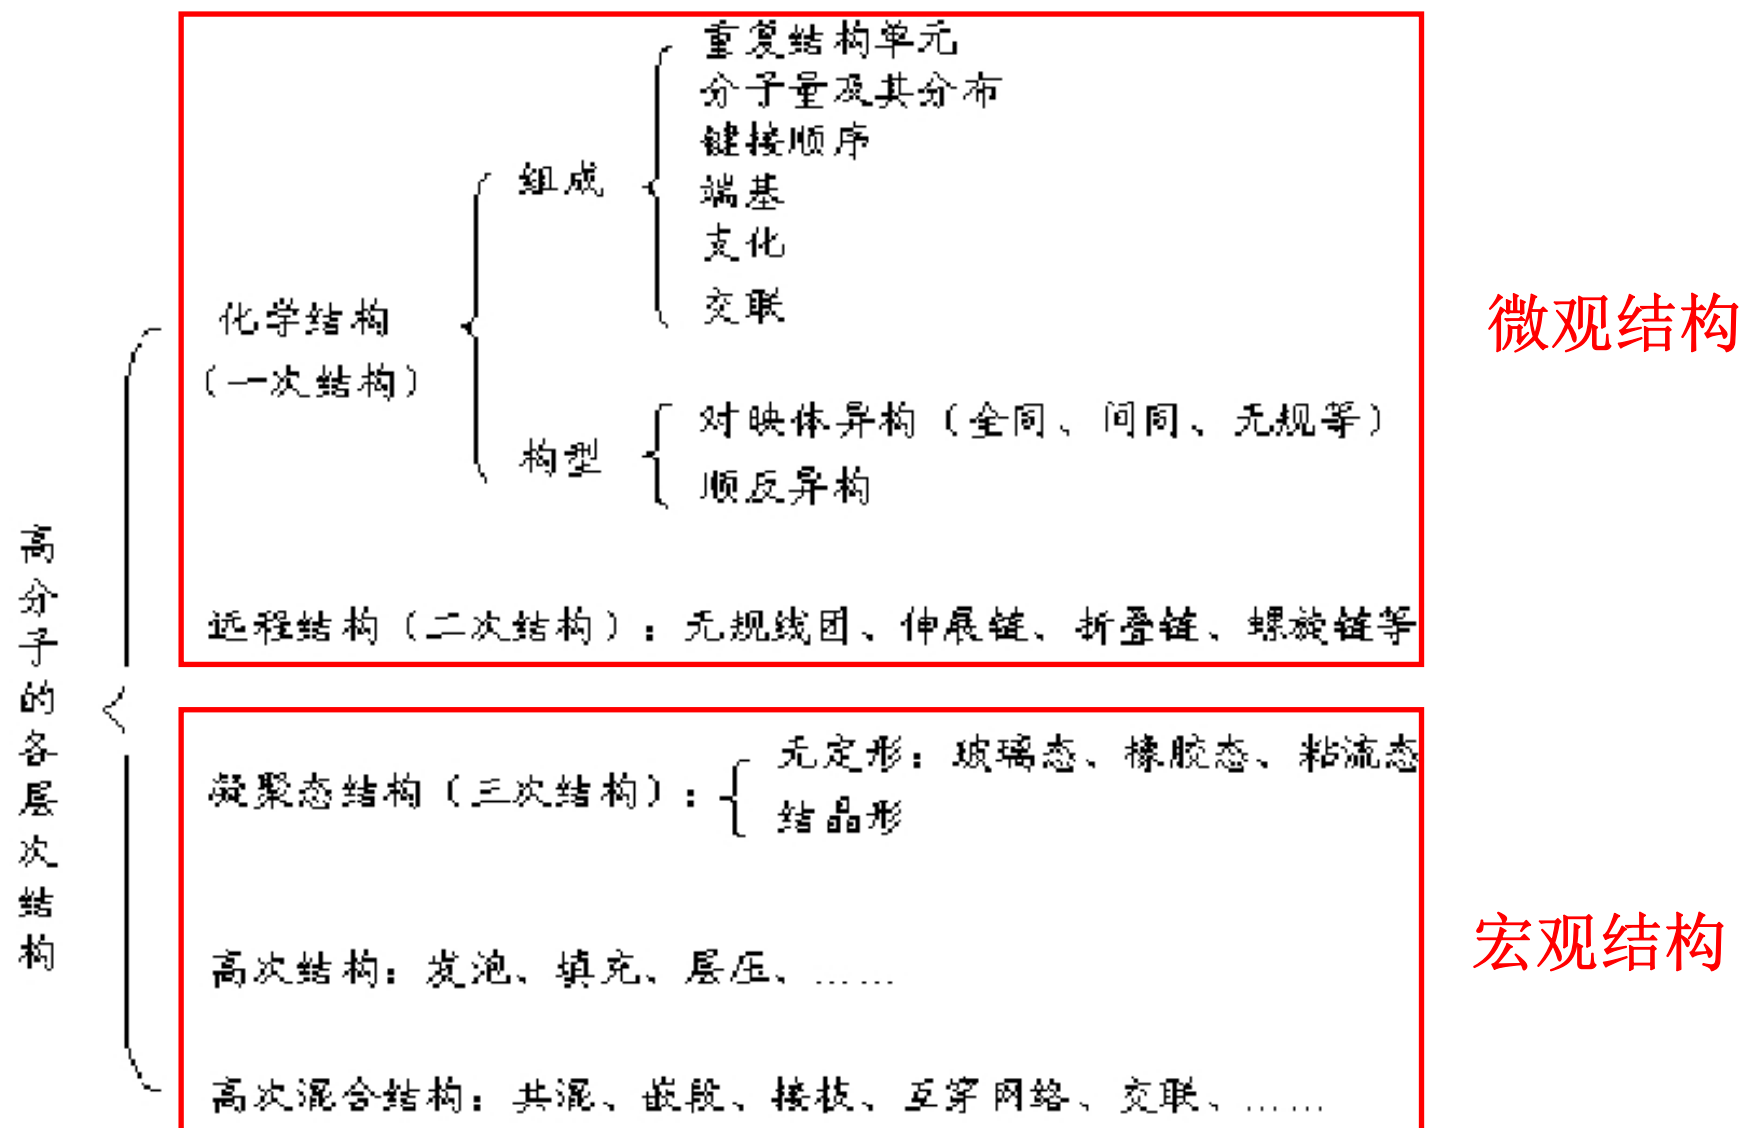 重复结构单元
分子量及其分布
键接顺序
组成
端基
支化
交联
化学结构
（一次结构）
微观结构
对映体异构（全同、间同、无规等）
构型
顺反异构
远程结构（二次结构）：无规线团、伸展链、折叠链、螺旋链等
高分子的各层次结构
无定形：玻璃态、橡胶态、粘流态
凝聚态结构（三次结构）：
结晶形
宏观结构
高次结构：发泡、填充、层压、……
高次混合结构：共混、嵌段、接枝、互穿网络、交联、……